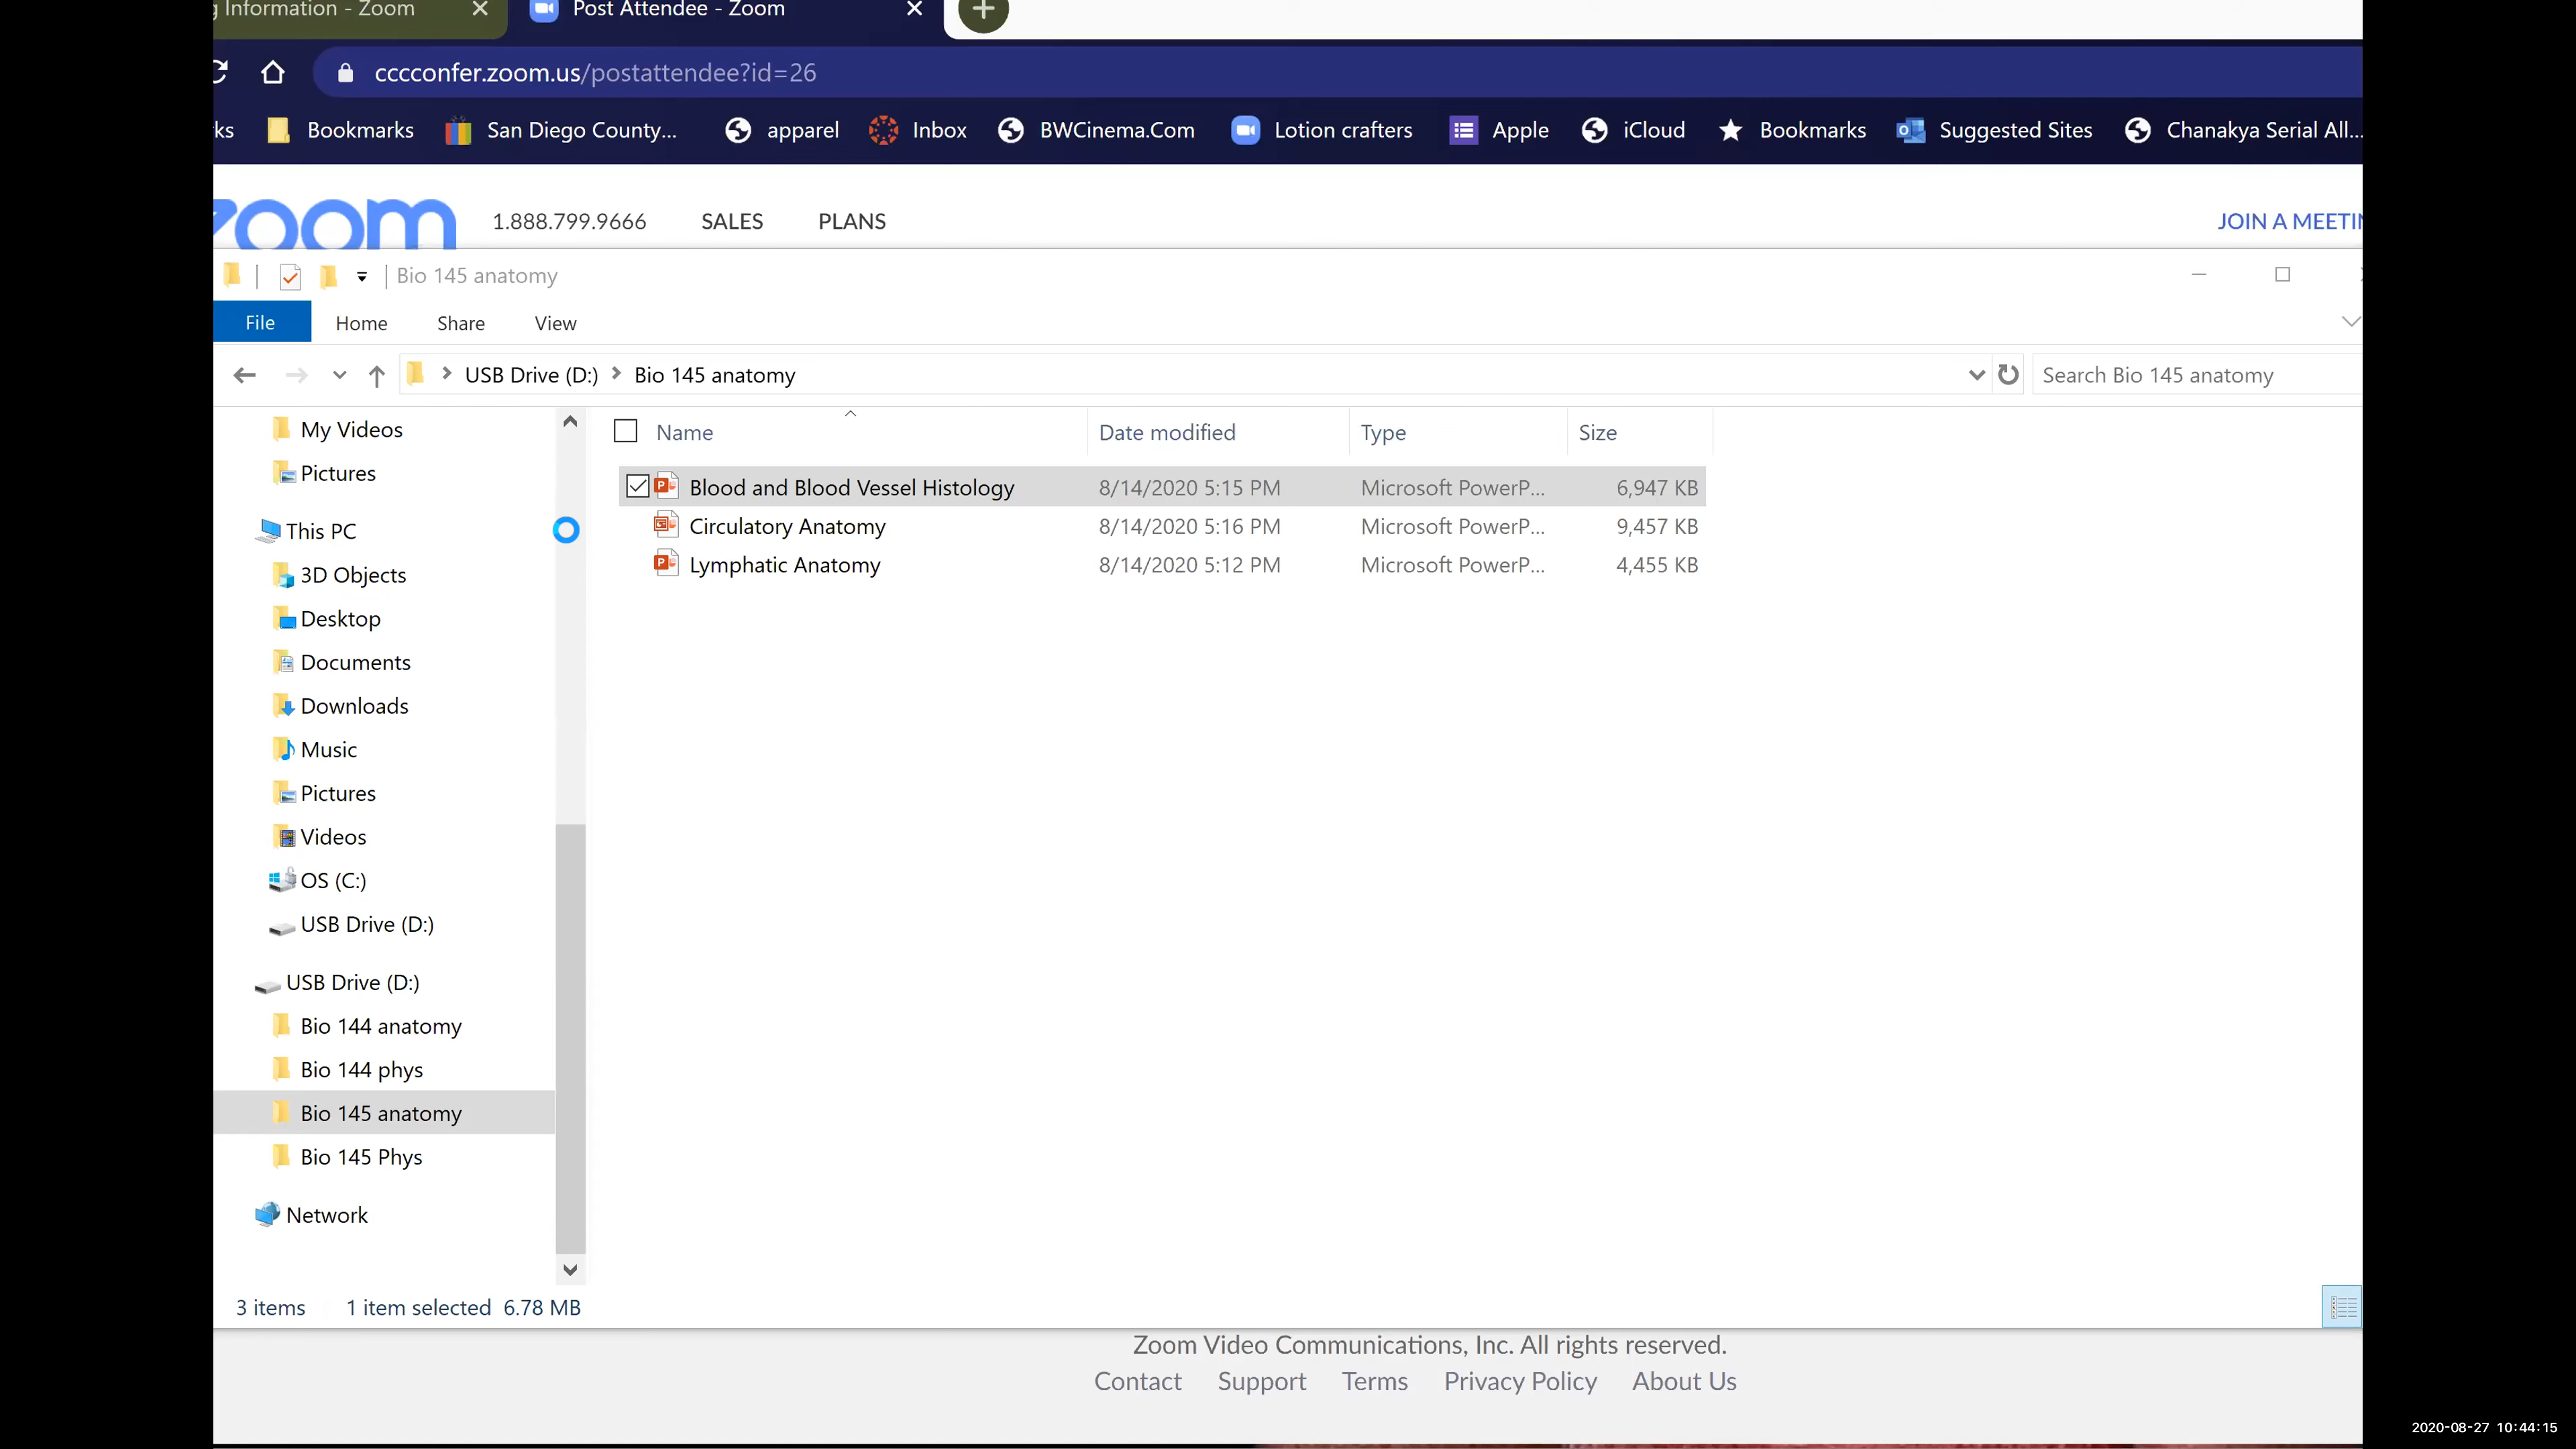 g Information - Zoom Post Attendee - Zoom
cccconfer.zoom.us/postattendee?id=26
ks Bookmarks San Diego County... apparel Inbox BWCinema.Com Lotion crafters Apple iCloud Bookmarks Suggested Sites Chanakya Serial All...
zoom 1.888.799.9666 SALES PLANS JOIN A MEETIN
Bio 145 anatomy
File Home Share View
USB Drive (D:) Bio 145 anatomy Search Bio 145 anatomy
Name Date modified Type Size
Blood and Blood Vessel Histology 8/14/2020 5:15 PM Microsoft PowerP... 6,947 KB
Circulatory Anatomy 8/14/2020 5:16 PM Microsoft PowerP... 9,457 KB
Lymphatic Anatomy 8/14/2020 5:12 PM Microsoft PowerP... 4,455 KB
My Videos
Pictures
This PC
3D Objects
Desktop
Documents
Downloads
Music
Pictures
Videos
OS (C:)
USB Drive (D:)
USB Drive (D:)
Bio 144 anatomy
Bio 144 phys
Bio 145 anatomy
Bio 145 Phys
Network
3 items 1 item selected 6.78 MB
Zoom Video Communications, Inc. All rights reserved.
Contact Support Terms Privacy Policy About Us
2020-08-27 10:44:15